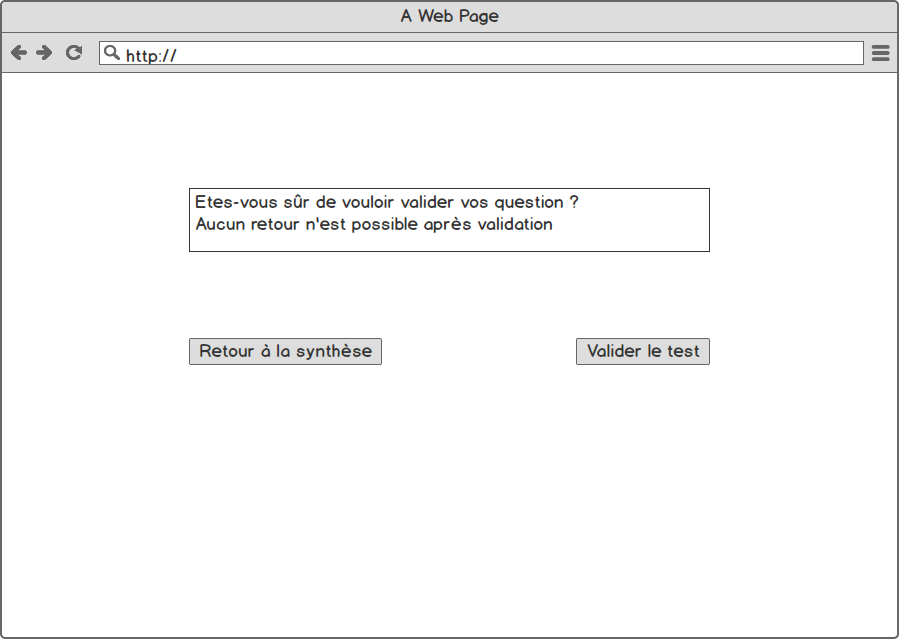 A Web Page
http://
Etes-vous sûr de vouloir valider vos question ?
Aucun retour n'est possible après validation
Retour à la synthèse
Valider le test